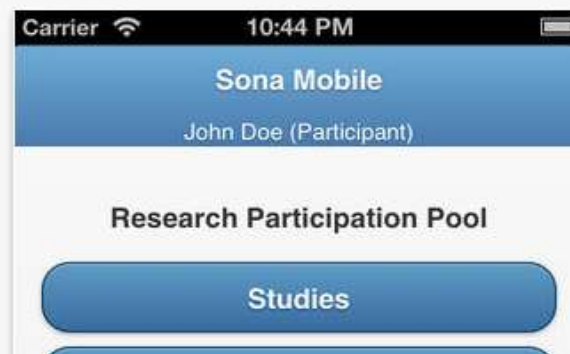 Carrier 10:44 PM
Sona Mobile
John Doe (Participant)
Research Participation Pool
Studies